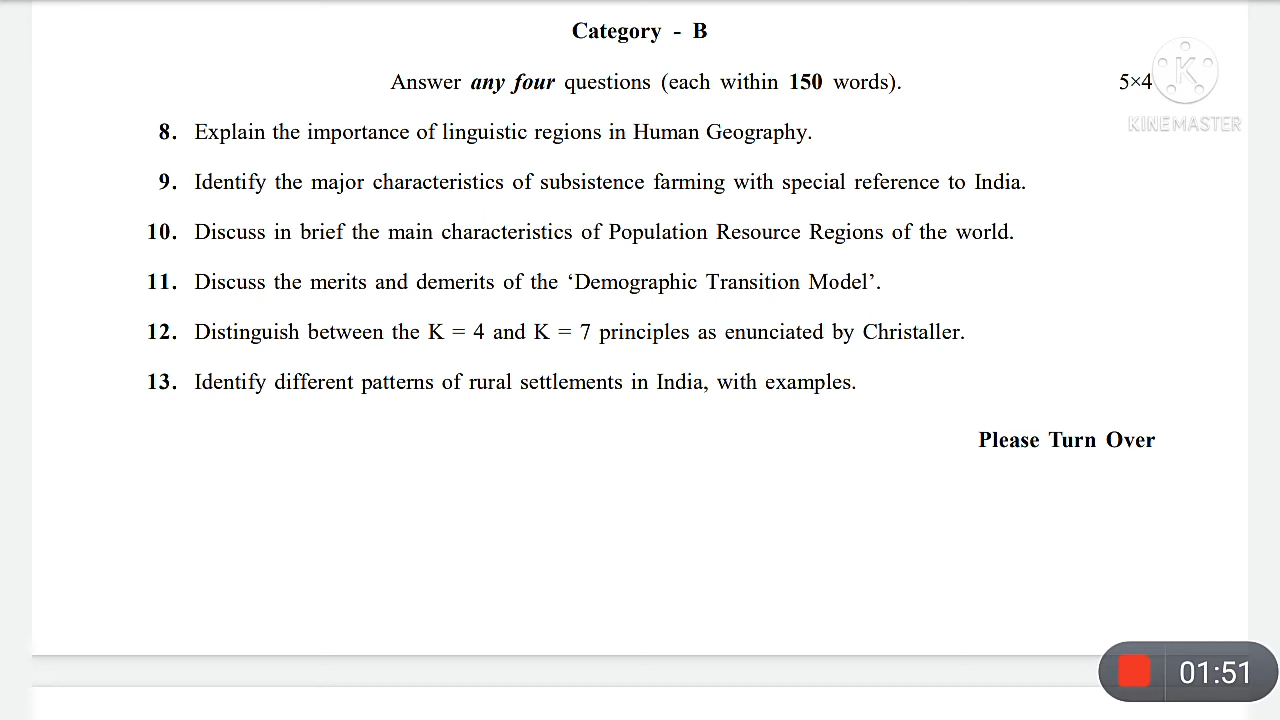 Category - B
Answer any four questions (each within 150 words). 5×4
KINEMASTER
8. Explain the importance of linguistic regions in Human Geography.
9. Identify the major characteristics of subsistence farming with special reference to India.
10. Discuss in brief the main characteristics of Population Resource Regions of the world.
11. Discuss the merits and demerits of the ‘Demographic Transition Model’.
12. Distinguish between the K = 4 and K = 7 principles as enunciated by Christaller.
13. Identify different patterns of rural settlements in India, with examples.
Please Turn Over
01:51